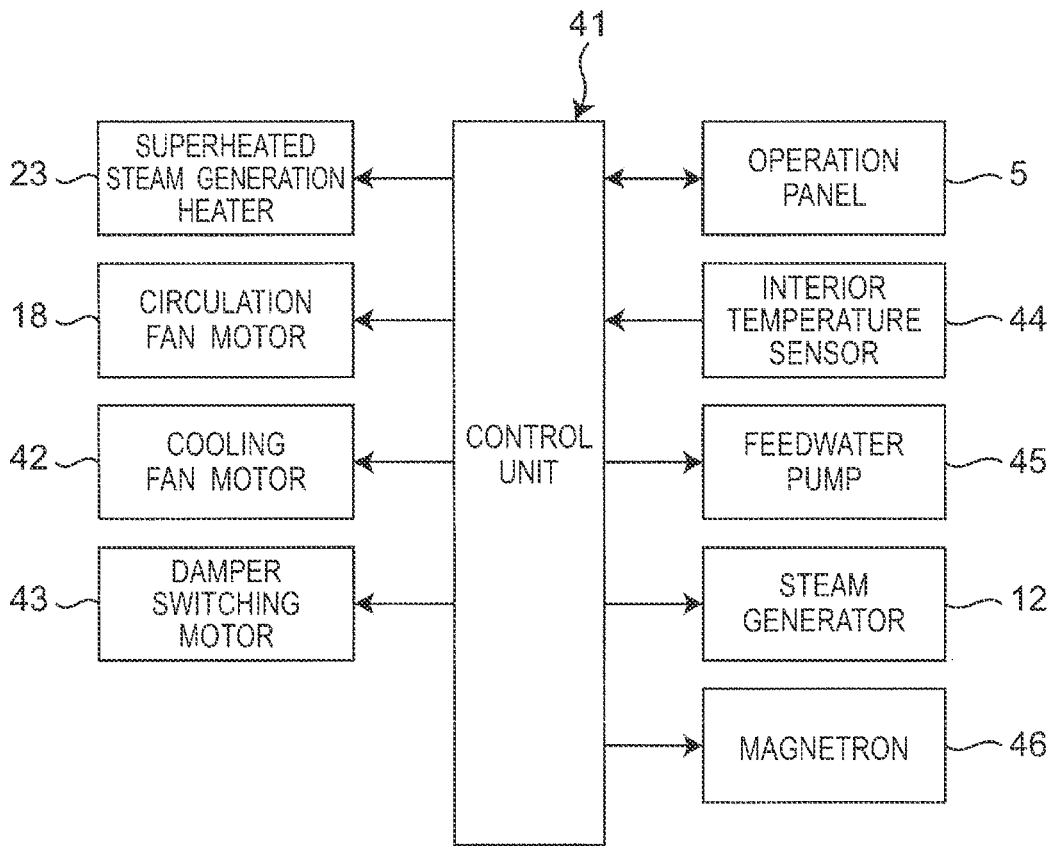 41
23
SUPERHEATED
STEAM GENERATION
HEATER
OPERATION
PANEL
5
18
CIRCULATION
FAN MOTOR
INTERIOR
TEMPERATURE
SENSOR
44
42
COOLING
FAN MOTOR
CONTROL
UNIT
FEEDWATER
PUMP
45
43
DAMPER
SWITCHING
MOTOR
STEAM
GENERATOR
12
MAGNETRON
46